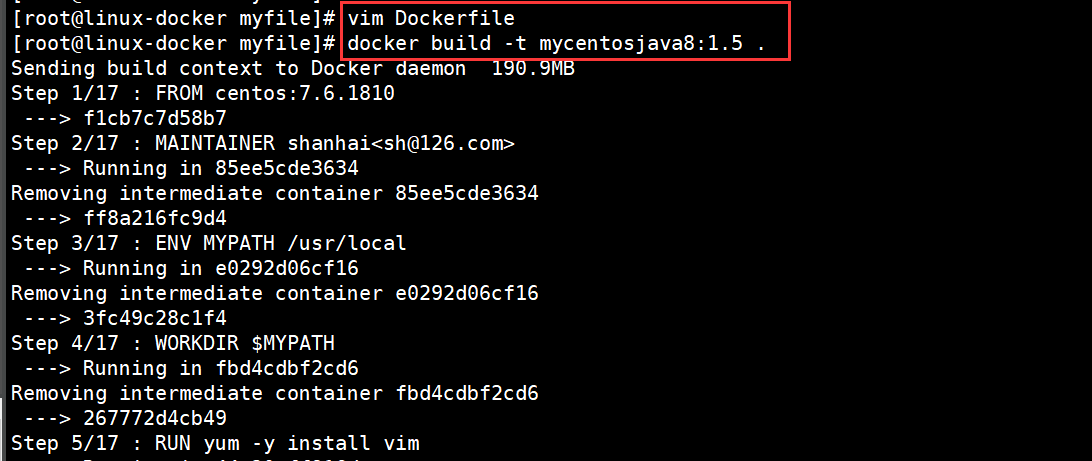 [root@linux-docker myfile]# vim Dockerfile
[root@linux-docker myfile]# docker build -t mycentosjava8:1.5 .
Sending build context to Docker daemon  190.9MB
Step 1/17 : FROM centos:7.6.1810
 ---> f1cb7c7d58b7
Step 2/17 : MAINTAINER shanhai<sh@126.com>
 ---> Running in 85ee5cde3634
Removing intermediate container 85ee5cde3634
 ---> ff8a216fc9d4
Step 3/17 : ENV MYPATH /usr/local
 ---> Running in e0292d06cf16
Removing intermediate container e0292d06cf16
 ---> 3fc49c28c1f4
Step 4/17 : WORKDIR $MYPATH
 ---> Running in fbd4cdbf2cd6
Removing intermediate container fbd4cdbf2cd6
 ---> 267772d4cb49
Step 5/17 : RUN yum -y install vim